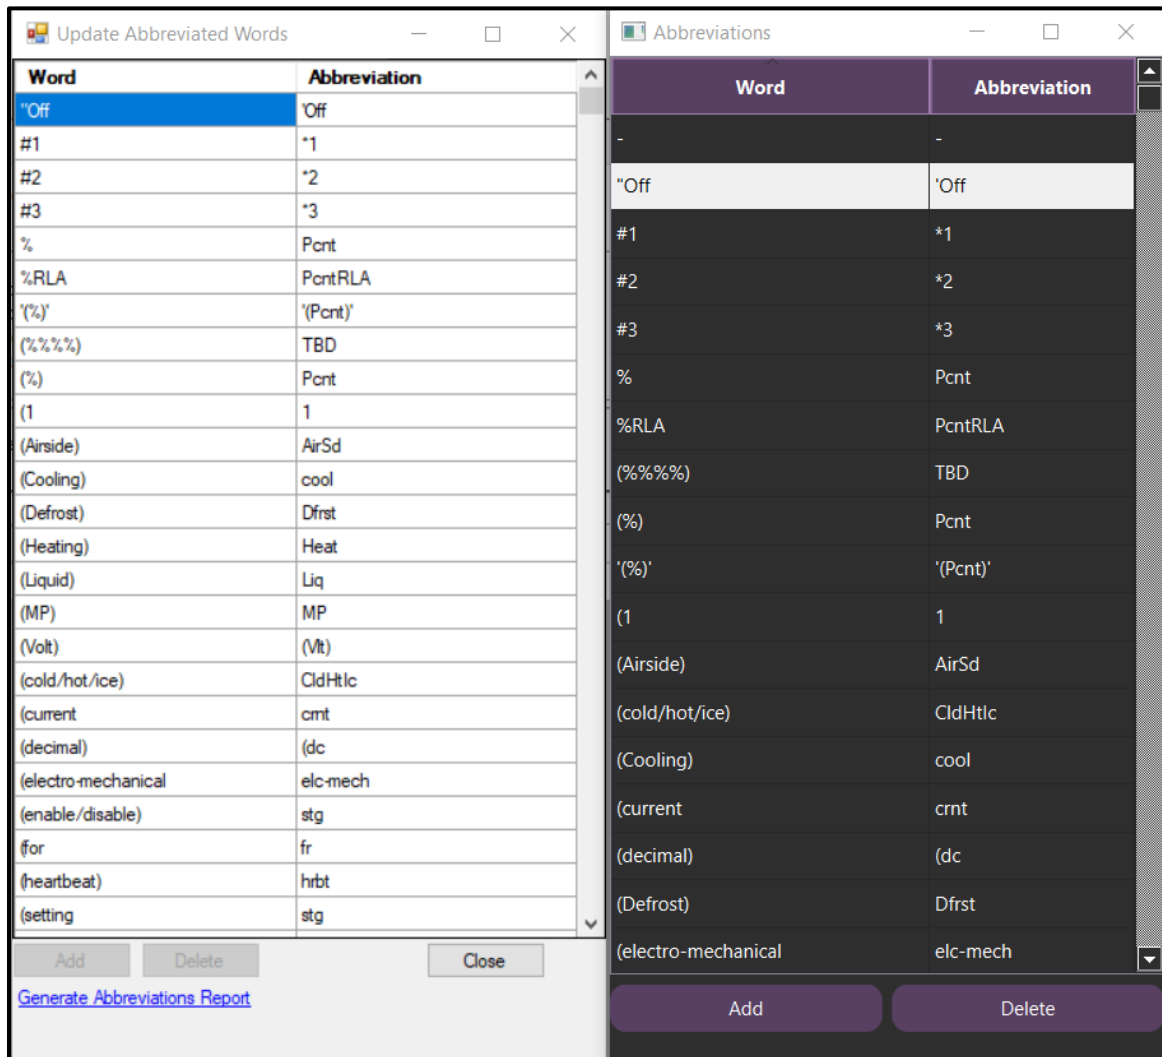 Update Abbreviated Words
Word Abbreviation
"Off 'Off
#1 *1
#2 *2
#3 *3
% Pcnt
%RLA PcntRLA
'(%)' '(Pcnt)'
(%%%%) TBD
(%) Pcnt
(1 1
(Airside) AirSd
(Cooling) cool
(Defrost) Dfrst
(Heating) Heat
(Liquid) Liq
(MP) MP
(Volt) (Vlt)
(cold/hot/ice) CldHtIc
(current crnt
(decimal) (dc
(electro-mechanical elc-mech
(enable/disable) stg
(for fr
(heartbeat) hrbt
(setting stg
Add Delete Close
Generate Abbreviations Report
Abbreviations
Word Abbreviation
- -
"Off 'Off
#1 *1
#2 *2
#3 *3
% Pcnt
%RLA PcntRLA
(%%%%) TBD
(%) Pcnt
'(%)' '(Pcnt)'
(1 1
(Airside) AirSd
(cold/hot/ice) CldHtIc
(Cooling) cool
(current crnt
(decimal) (dc
(Defrost) Dfrst
(electro-mechanical elc-mech
Add Delete